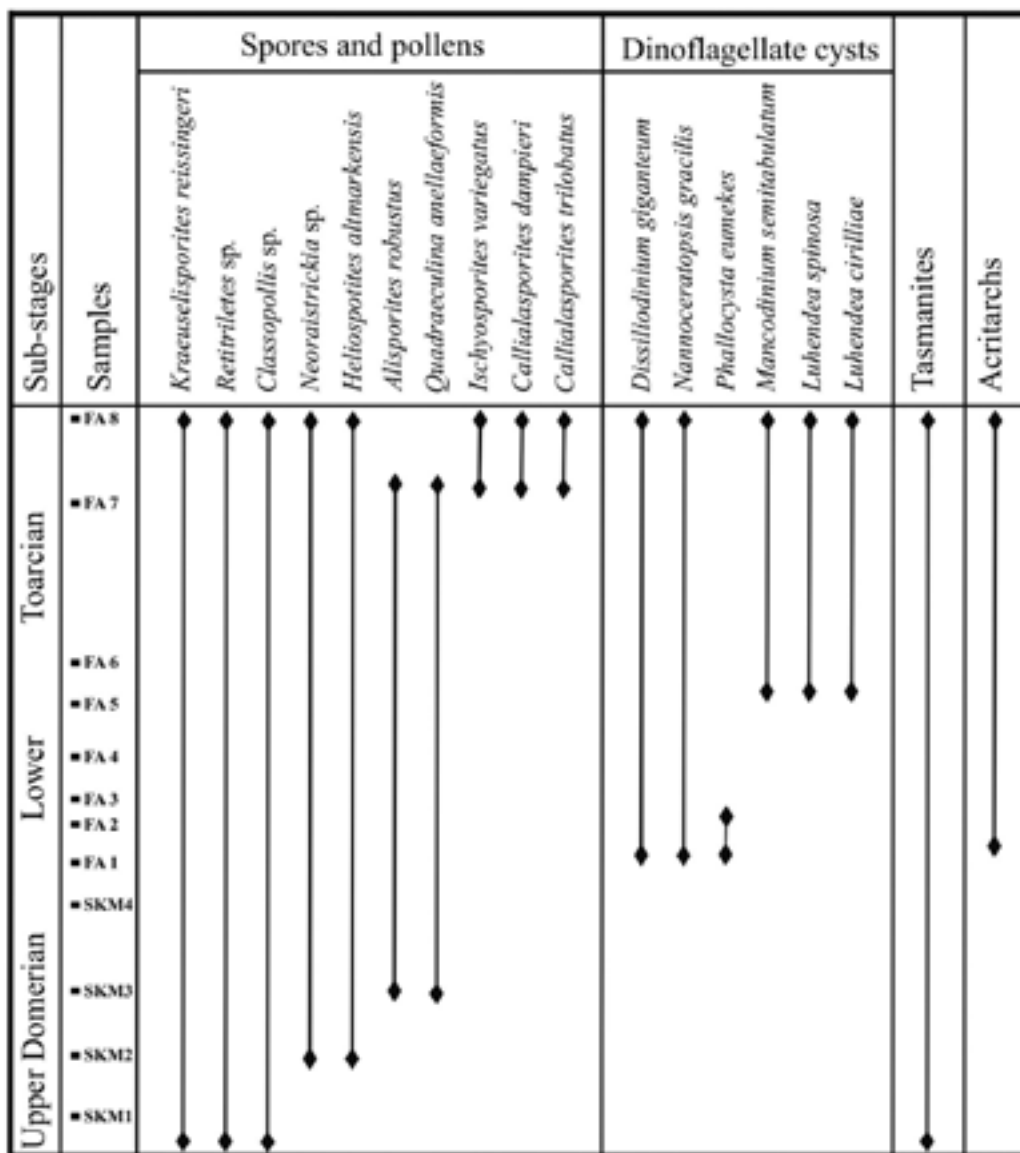 Spores and pollens
Dinoflagellate cysts
Sub-stages
Samples
Kraeuselisporites reissingeri
Retitriletes sp.
Classopollis sp.
Neoraistrickia sp.
Heliospotites altmarkensis
Alisporites robustus
Quadraeculina anellaeformis
Ischyosporites variegatus
Callialasporites dampieri
Callialasporites trilobatus
Dissiliodinium giganteum
Nannoceratopsis gracilis
Phallocysta eumekes
Mancodinium semitabulatum
Luhendea spinosa
Luhendea cirilliae
Tasmanites
Acritarchs
Toarcian
Lower
Upper Domerian
FA 8
FA 7
FA 6
FA 5
FA 4
FA 3
FA 2
FA 1
SKM4
SKM3
SKM2
SKM1